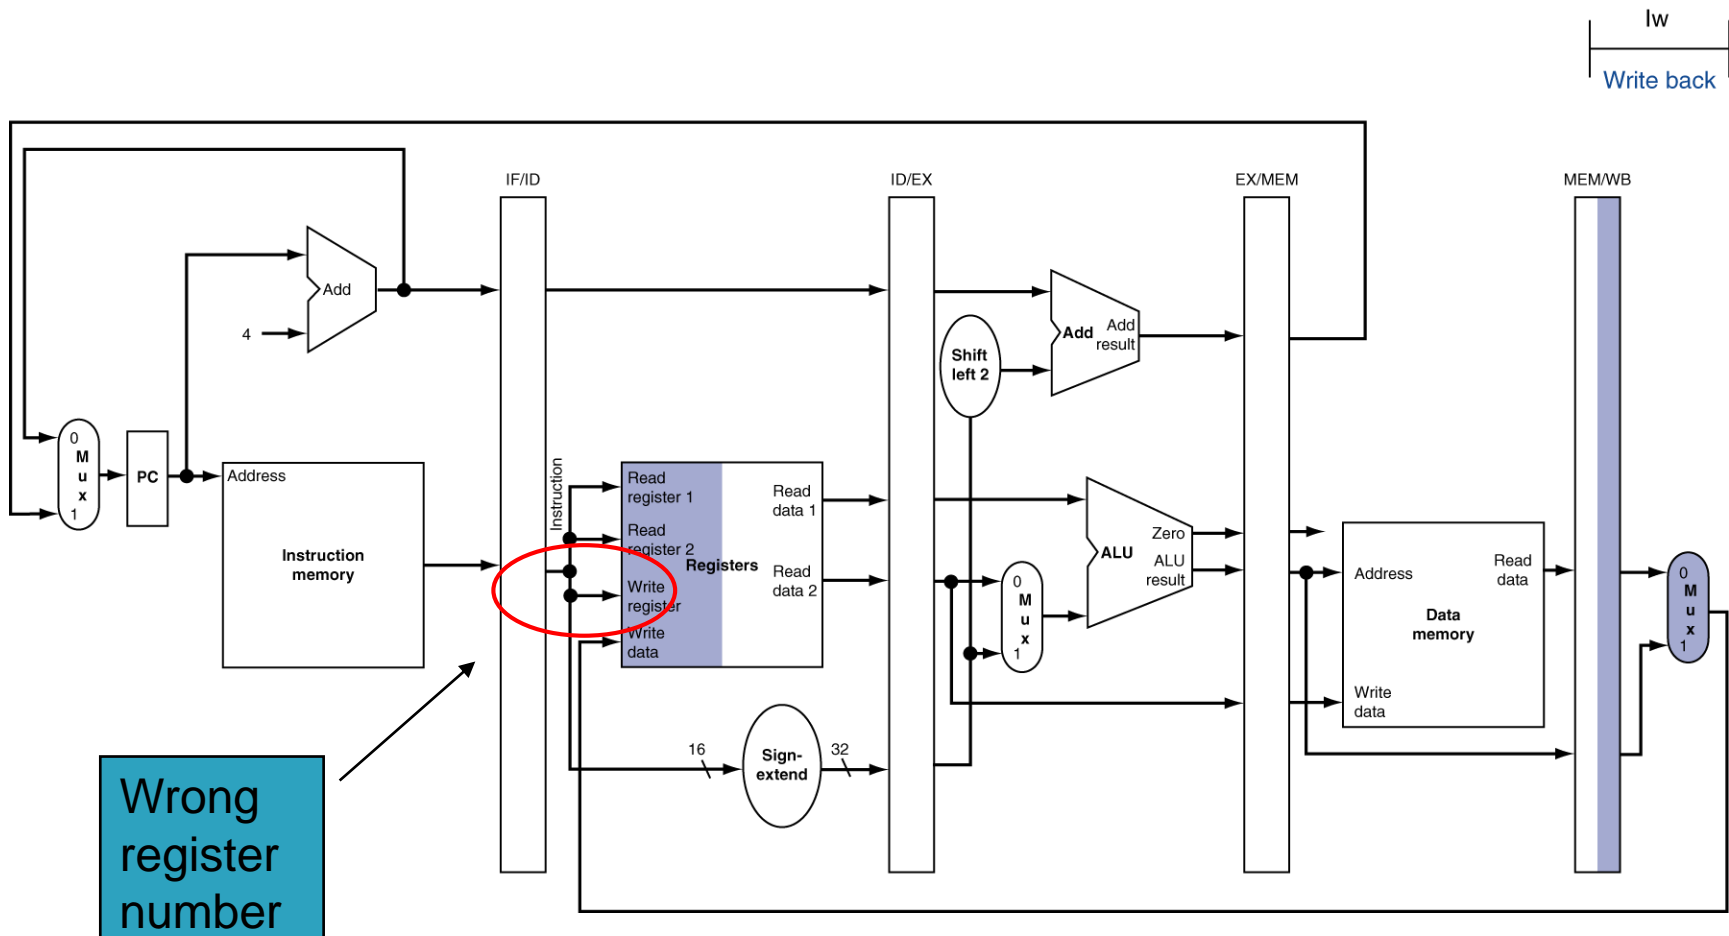 lw
Write back
IF/ID
ID/EX
EX/MEM
MEM/WB
Add
4
Add
Add
result
Shift
left 2
0
M
u
x
1
PC
Address
Instruction
memory
Instruction
Read
register 1
Read
register 2
Write
register
Write
data
Registers
Read
data 1
Read
data 2
0
M
u
x
1
Zero
ALU
ALU
result
Address
Read
data
Data
memory
Write
data
0
M
u
x
1
16
Sign-
extend
32
Wrong
register
number